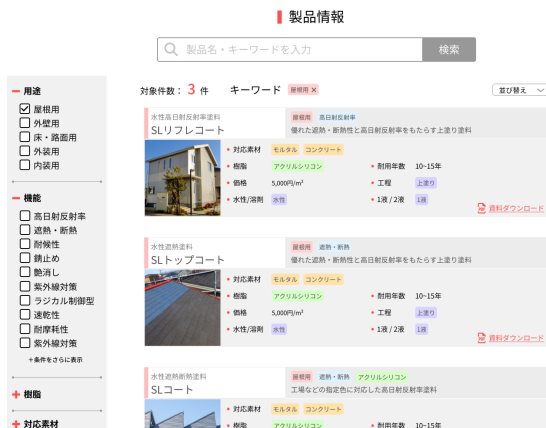 製品情報
製品名・キーワードを入力
検索
用途
屋根用
外壁用
床・路面用
外装用
内装用
機能
高日射反射率
遮熱・断熱
耐候性
錆止め
艶消し
紫外線対策
ラジカル制御型
速乾性
耐摩耗性
紫外線対策
+条件をさらに表示
樹脂
対応素材
対象件数： 3 件 キーワード 屋根用 × 並び替え
水性高日射反射率塗料
SLリフレコート
屋根用 高日射反射率
優れた遮熱・断熱性と高日射反射率をもたらす上塗り塗料
対応素材 モルタル コンクリート
樹脂 アクリルシリコン 耐用年数 10~15年
価格 5,000円/m² 工程 上塗り
水性/溶剤 水性 1液 / 2液 1液
資料ダウンロード
水性遮熱塗料
SLトップコート
屋根用 遮熱・断熱
優れた遮熱・断熱性と高日射反射率をもたらす上塗り塗料
対応素材 モルタル コンクリート
樹脂 アクリルシリコン 耐用年数 10~15年
価格 5,000円/m² 工程 上塗り
水性/溶剤 水性 1液 / 2液 1液
資料ダウンロード
水性遮熱断熱塗料
SLコート
屋根用 遮熱・断熱 アクリルシリコン
工場などの指定色に対応した高日射反射率塗料
対応素材 モルタル コンクリート
樹脂 アクリルシリコン 耐用年数 10~15年